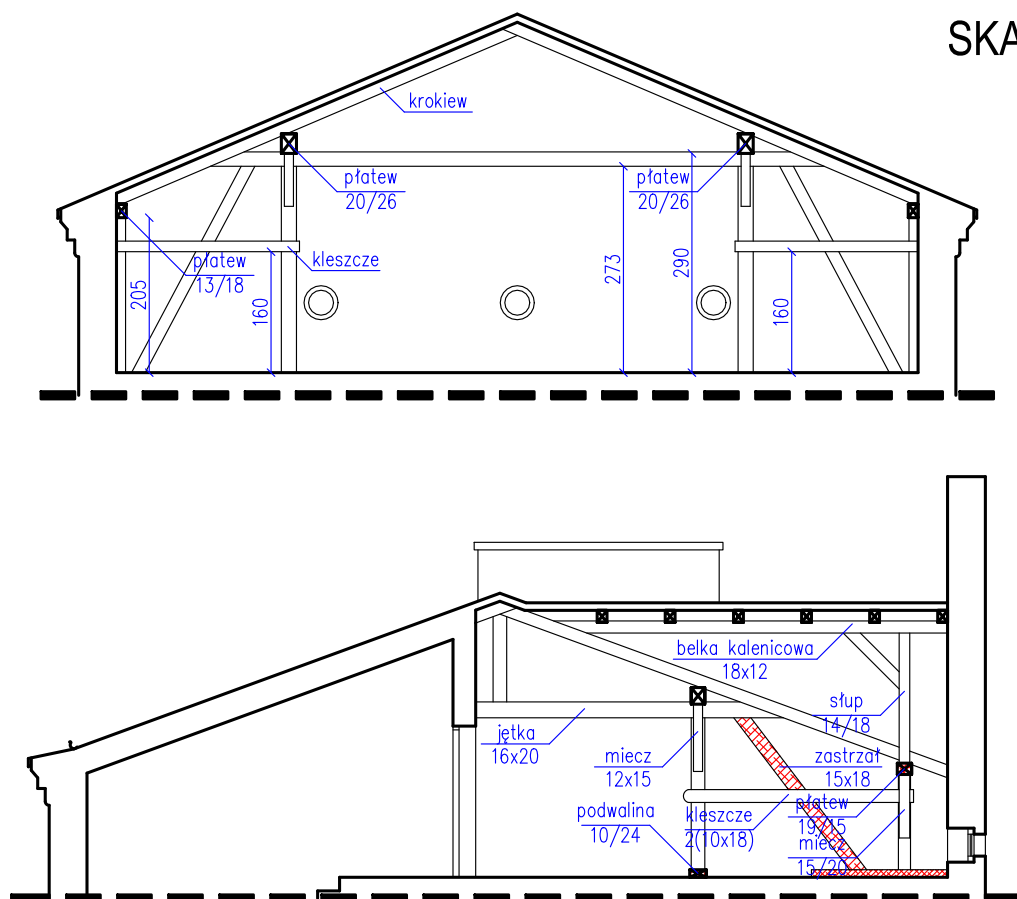 SKA
krokiew
płatew
20/26
płatew
20/26
płatew
13/18
kleszcze
205
160
273
290
160
belka kalenicowa
18x12
słup
14/18
jętka
16x20
miecz
12x15
zastrzał
15x18
podwalina
10/24
kleszcze
2(10x18)
płatew
19/15
miecz
15/20